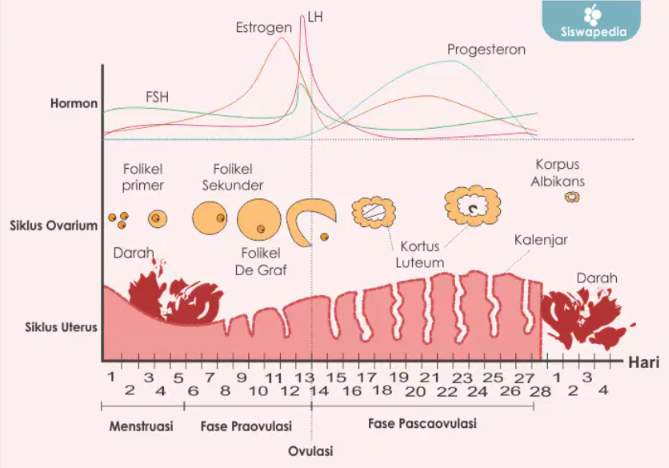 Siswapedia
LH
Estrogen
Progesteron
Hormon
FSH
Folikel
primer
Folikel
Sekunder
Korpus
Albikans
Siklus Ovarium
Darah
Folikel
De Graf
Kortus
Luteum
Kalenjar
Darah
Siklus Uterus
Hari
1 3 5 7 9 11 13 15 17 19 21 23 25 27 1 3
2 4 6 8 10 12 14 16 18 20 22 24 26 28 2 4
Menstruasi
Fase Praovulasi
Fase Pascaovulasi
Ovulasi